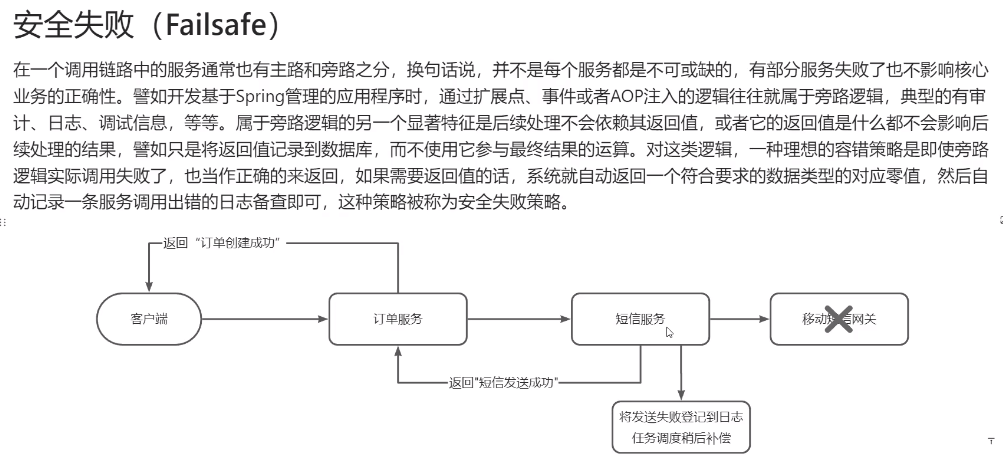 安全失败（Failsafe）
在一个调用链路中的服务通常也有主路和旁路之分，换句话说，并不是每个服务都是不可或缺的，有部分服务失败了也不影响核心
业务的正确性。譬如开发基于Spring管理的应用程序时，通过扩展点、事件或者AOP注入的逻辑往往就属于旁路逻辑，典型的有审
计、日志、调试信息，等等。属于旁路逻辑的另一个显著特征是后续处理不会依赖其返回值，或者它的返回值是什么都不会影响后
续处理的结果，譬如只是将返回值记录到数据库，而不使用它参与最终结果的运算。对这类逻辑，一种理想的容错策略是即使旁路
逻辑实际调用失败了，也当作正确的来返回，如果需要返回值的话，系统就自动返回一个符合要求的数据类型的对应零值，然后自
动记录一条服务调用出错的日志备查即可，这种策略被称为安全失败策略。
返回“订单创建成功”
客户端
订单服务
短信服务
移动短信网关
返回"短信发送成功"
将发送失败登记到日志
任务调度稍后补偿